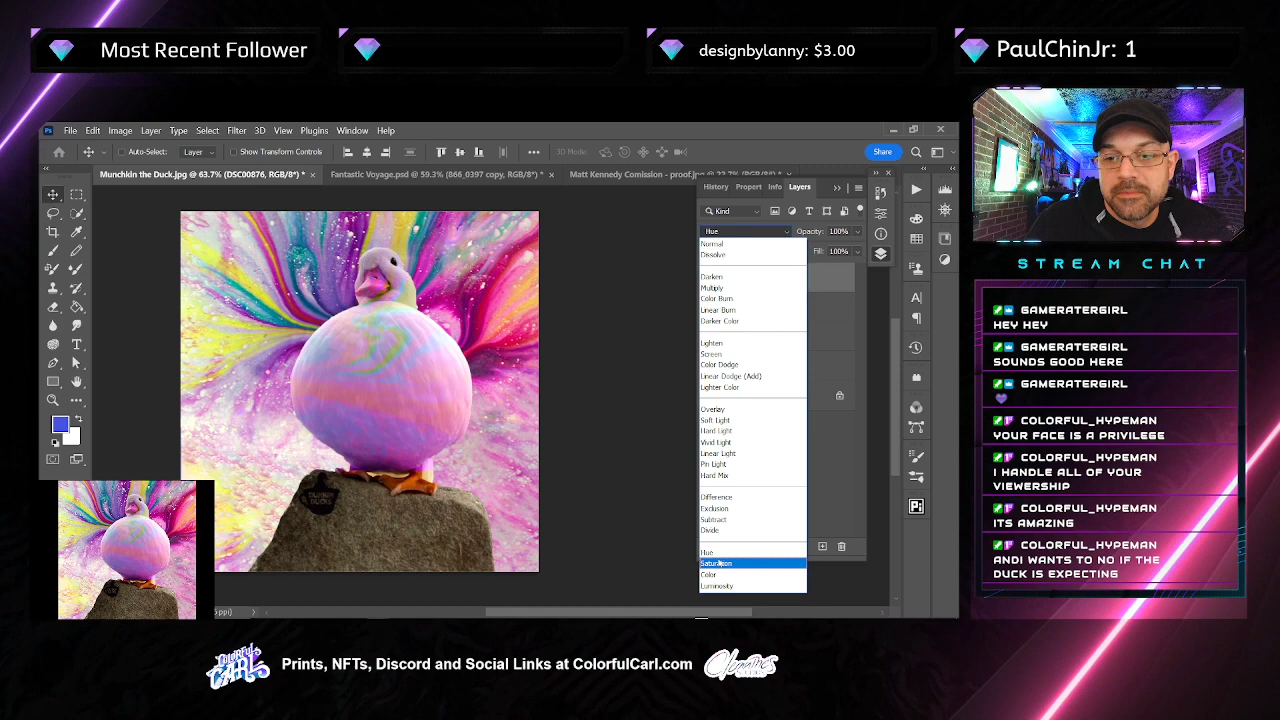 Most Recent Follower
designbylanny: $3.00
PaulChinJr: 1
Ps File Edit Image Layer Type Select Filter 3D View Plugins Window Help
Auto-Select: Layer Show Transform Controls 3D Mode: Share
Munchkin the Duck.jpg @ 63.7% (DSC00876, RGB/8*) *
Fantastic Voyage.psd @ 59.3% (866_0397 copy, RGB/8*) *
Matt Kennedy Comission - proof.jpg
History Propert Info Layers
Kind
Hue Opacity: 100%
Fill: 100%
Normal
Dissolve
Darken
Multiply
Color Burn
Linear Burn
Darker Color
Lighten
Screen
Color Dodge
Linear Dodge (Add)
Lighter Color
Overlay
Soft Light
Hard Light
Vivid Light
Linear Light
Pin Light
Hard Mix
Difference
Exclusion
Subtract
Divide
Hue
Saturation
Color
Luminosity
DUNKIN
DUCKS
ppi)
STREAM CHAT
GAMERATERGIRL
HEY HEY
GAMERATERGIRL
SOUNDS GOOD HERE
GAMERATERGIRL
COLORFUL_HYPEMAN
YOUR FACE IS A PRIVILEGE
COLORFUL_HYPEMAN
I HANDLE ALL OF YOUR
VIEWERSHIP
COLORFUL_HYPEMAN
ITS AMAZING
COLORFUL_HYPEMAN
ANDI WANTS TO NO IF THE
DUCK IS EXPECTING
COLORFUL
CARL
Prints, NFTs, Discord and Social Links at ColorfulCarl.com